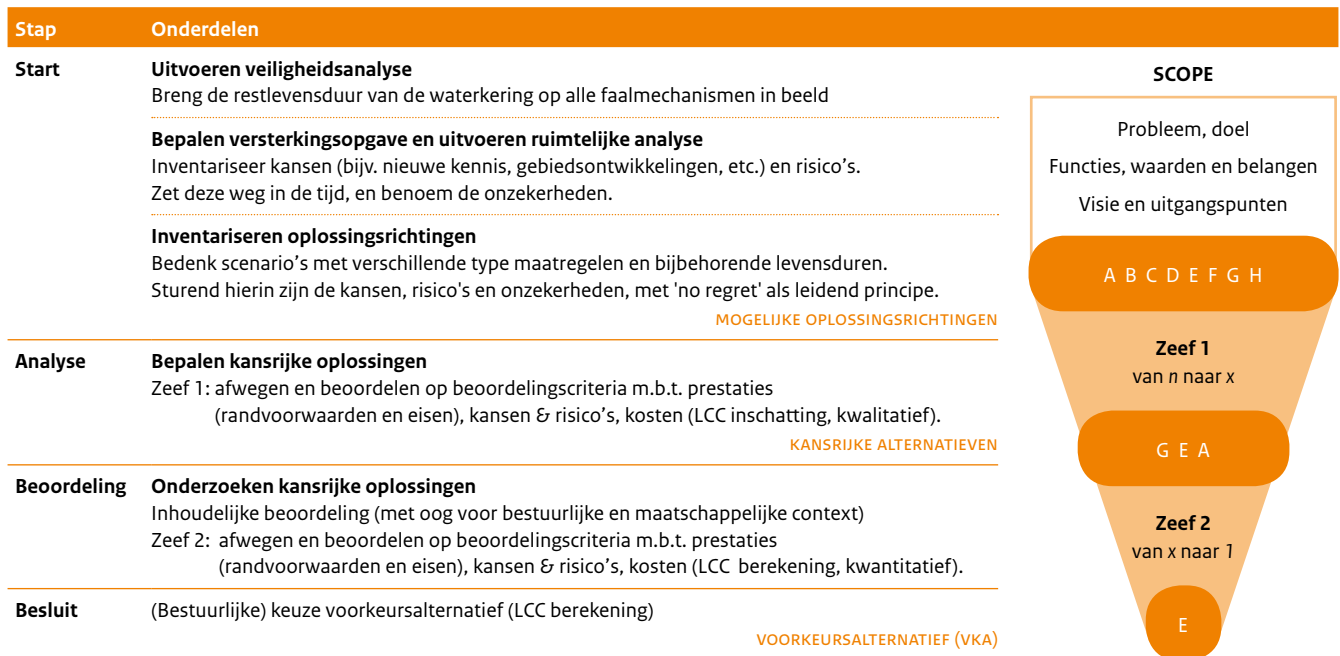 Stap Onderdelen
Start Uitvoeren veiligheidsanalyse
Breng de restlevensduur van de waterkering op alle faalmechanismen in beeld
Bepalen versterkingsopgave en uitvoeren ruimtelijke analyse
Inventariseer kansen (bijv. nieuwe kennis, gebiedsontwikkelingen, etc.) en risico’s.
Zet deze weg in de tijd, en benoem de onzekerheden.
Inventariseren oplossingsrichtingen
Bedenk scenario’s met verschillende type maatregelen en bijbehorende levensduren.
Sturend hierin zijn de kansen, risico's en onzekerheden, met 'no regret' als leidend principe.
MOGELIJKE OPLOSSINGSRICHTINGEN
Analyse Bepalen kansrijke oplossingen
Zeef 1: afwegen en beoordelen op beoordelingscriteria m.b.t. prestaties
(randvoorwaarden en eisen), kansen & risico’s, kosten (LCC inschatting, kwalitatief).
KANSRIJKE ALTERNATIEVEN
Beoordeling Onderzoeken kansrijke oplossingen
Inhoudelijke beoordeling (met oog voor bestuurlijke en maatschappelijke context)
Zeef 2: afwegen en beoordelen op beoordelingscriteria m.b.t. prestaties
(randvoorwaarden en eisen), kansen & risico’s, kosten (LCC berekening, kwantitatief).
Besluit (Bestuurlijke) keuze voorkeursalternatief (LCC berekening)
VOORKEURSALTERNATIEF (VKA)
SCOPE
Probleem, doel
Functies, waarden en belangen
Visie en uitgangspunten
A B C D E F G H
Zeef 1
van n naar x
G E A
Zeef 2
van x naar 1
E